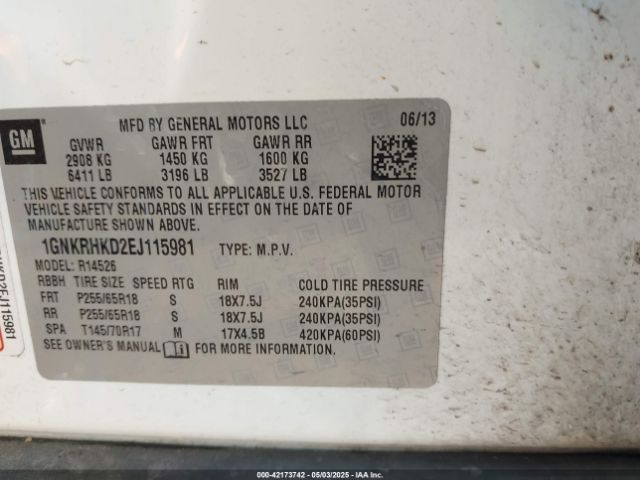 GM
MFD BY GENERAL MOTORS LLC 06/13
GVWR GAWR FRT GAWR RR
2908 KG 1450 KG 1600 KG
6411 LB 3196 LB 3527 LB
THIS VEHICLE CONFORMS TO ALL APPLICABLE U.S. FEDERAL MOTOR
VEHICLE SAFETY STANDARDS IN EFFECT ON THE DATE OF
MANUFACTURE SHOWN ABOVE.
1GNKRHKD2EJ115981 TYPE: M.P.V.
MODEL: R14526
RBBH TIRE SIZE SPEED RTG RIM COLD TIRE PRESSURE
FRT P255/65R18 S 18X7.5J 240KPA(35PSI)
RR P255/65R18 S 18X7.5J 240KPA(35PSI)
SPA T145/70R17 M 17X4.5B 420KPA(60PSI)
SEE OWNER'S MANUAL FOR MORE INFORMATION.
KD2EJ115981
000-42173742 - 05/03/2025 - IAA Inc.